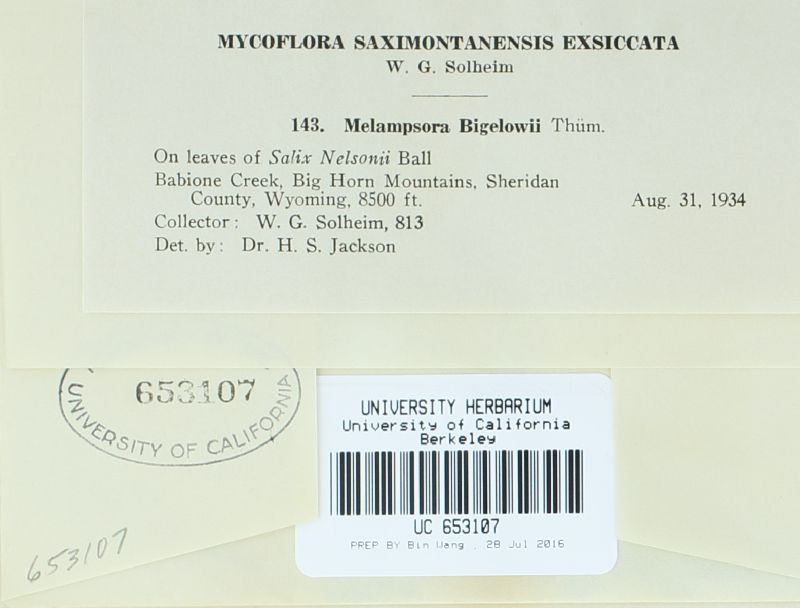 MYCOFLORA SAXIMONTANENSIS EXSICCATA
W. G. Solheim
143. Melampsora Bigelowii Thüm.
On leaves of Salix Nelsonii Ball
Babione Creek, Big Horn Mountains, Sheridan
County, Wyoming, 8500 ft. Aug. 31, 1934
Collector: W. G. Solheim, 813
Det. by: Dr. H. S. Jackson
653107
UNIVERSITY OF CALIFORNIA
UNIVERSITY HERBARIUM
University of California
Berkeley
UC 653107
PREP BY Bin Wang , 28 Jul 2016
653107